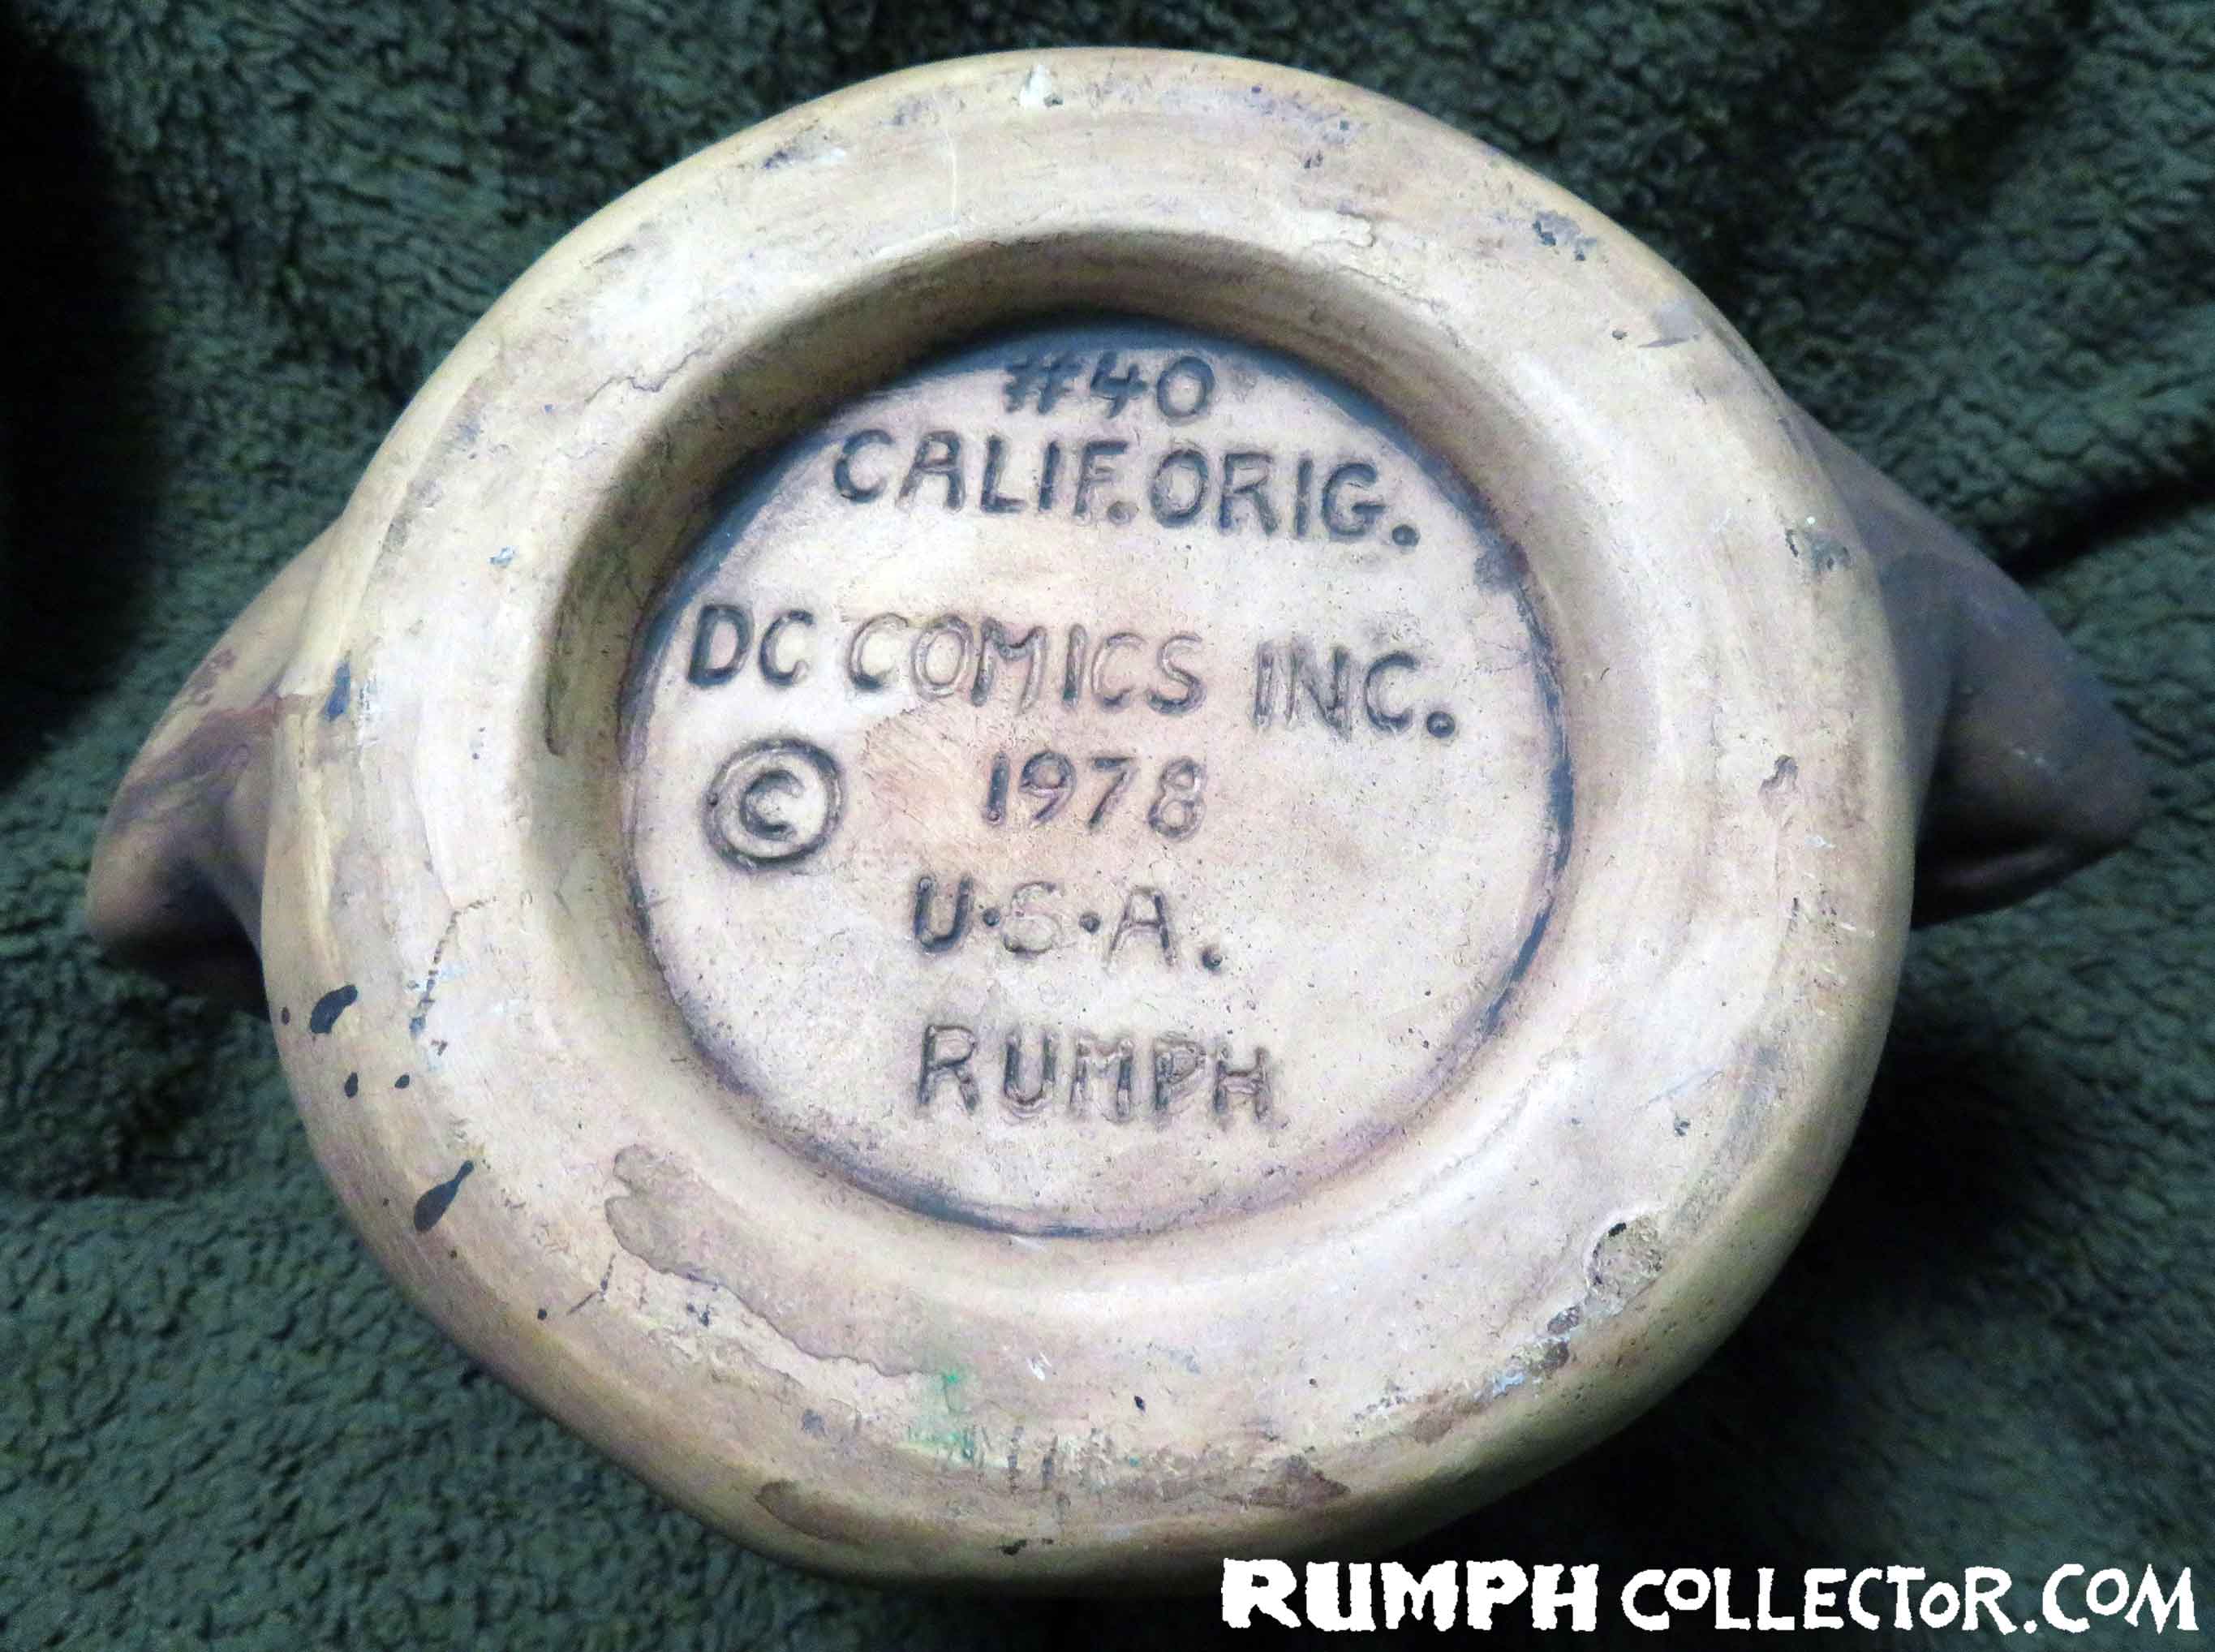 #40
CALIF.ORIG.
DC COMICS INC.
© 1978
U.S.A.
RUMPH
RUMPH COLLECTOR.COM